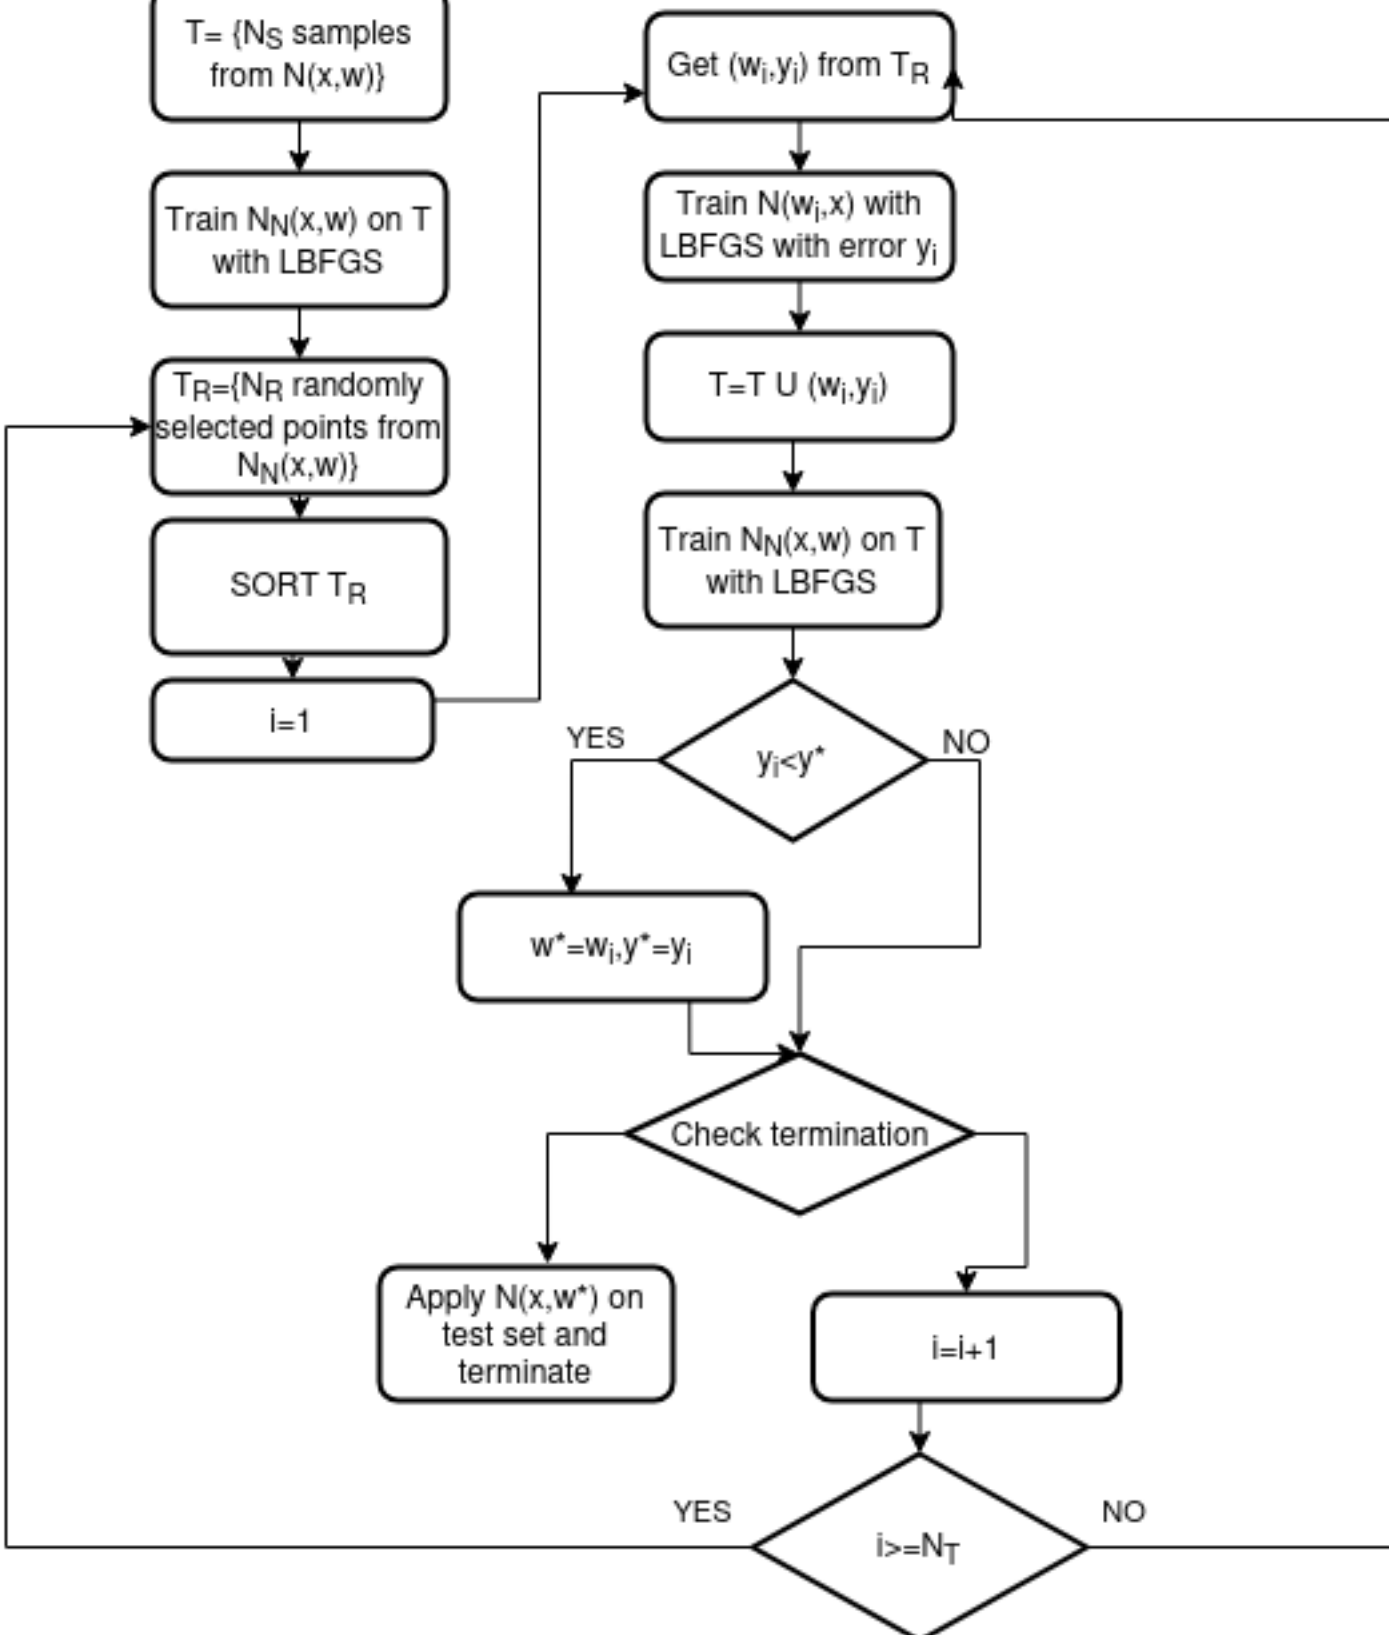 T= {NS samples
from N(x,w)}
Train NN(x,w) on T
with LBFGS
TR={NR randomly
selected points from
NN(x,w)}
SORT TR
i=1
Get (wi,yi) from TR
Train N(wi,x) with
LBFGS with error yi
T=T U (wi,yi)
Train NN(x,w) on T
with LBFGS
yi<y*
YES
NO
w*=wi,y*=yi
Check termination
Apply N(x,w*) on
test set and
terminate
i=i+1
i>=NT
YES
NO